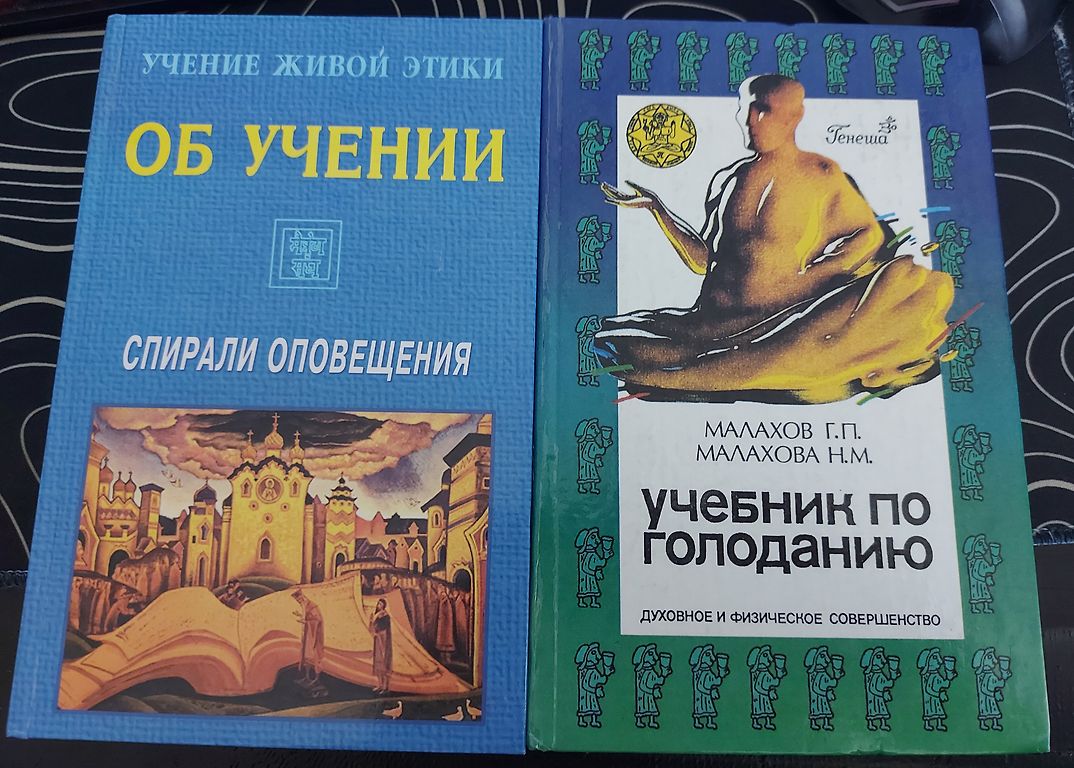 УЧЕНИЕ ЖИВОЙ ЭТИКИ
ОБ УЧЕНИИ
СПИРАЛИ ОПОВЕЩЕНИЯ
Генеша
МАЛАХОВ Г.П.
МАЛАХОВА Н.М.
УЧЕБНИК ПО
ГОЛОДАНИЮ
ДУХОВНОЕ И ФИЗИЧЕСКОЕ СОВЕРШЕНСТВО